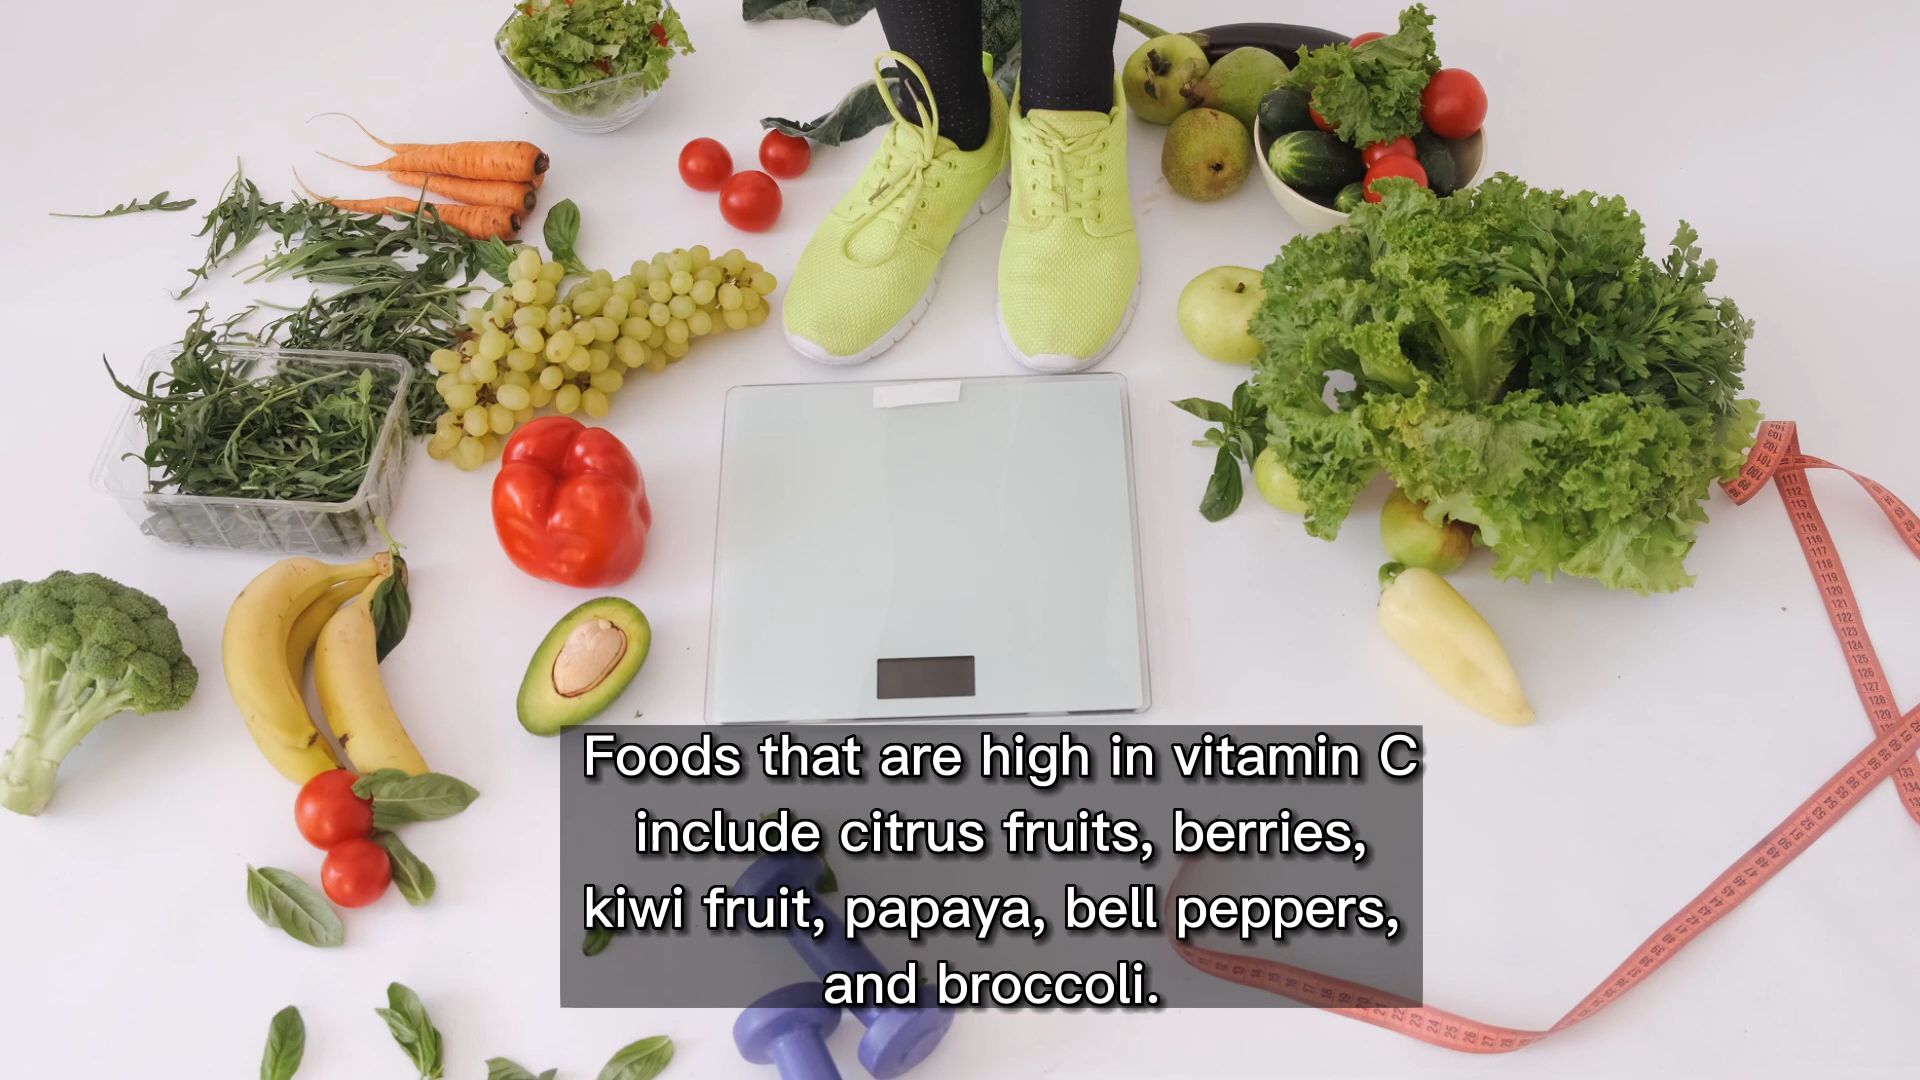 Foods that are high in vitamin C
include citrus fruits, berries,
kiwi fruit, papaya, bell peppers,
and broccoli.